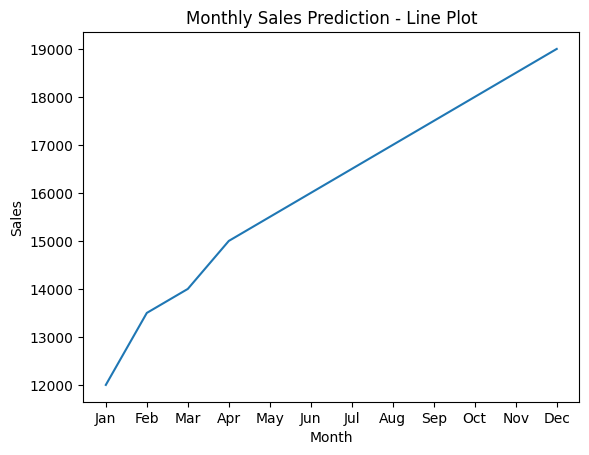 Monthly Sales Prediction - Line Plot
19000
18000
17000
16000
15000
14000
13000
12000
Sales
Jan Feb Mar Apr May Jun Jul Aug Sep Oct Nov Dec
Month